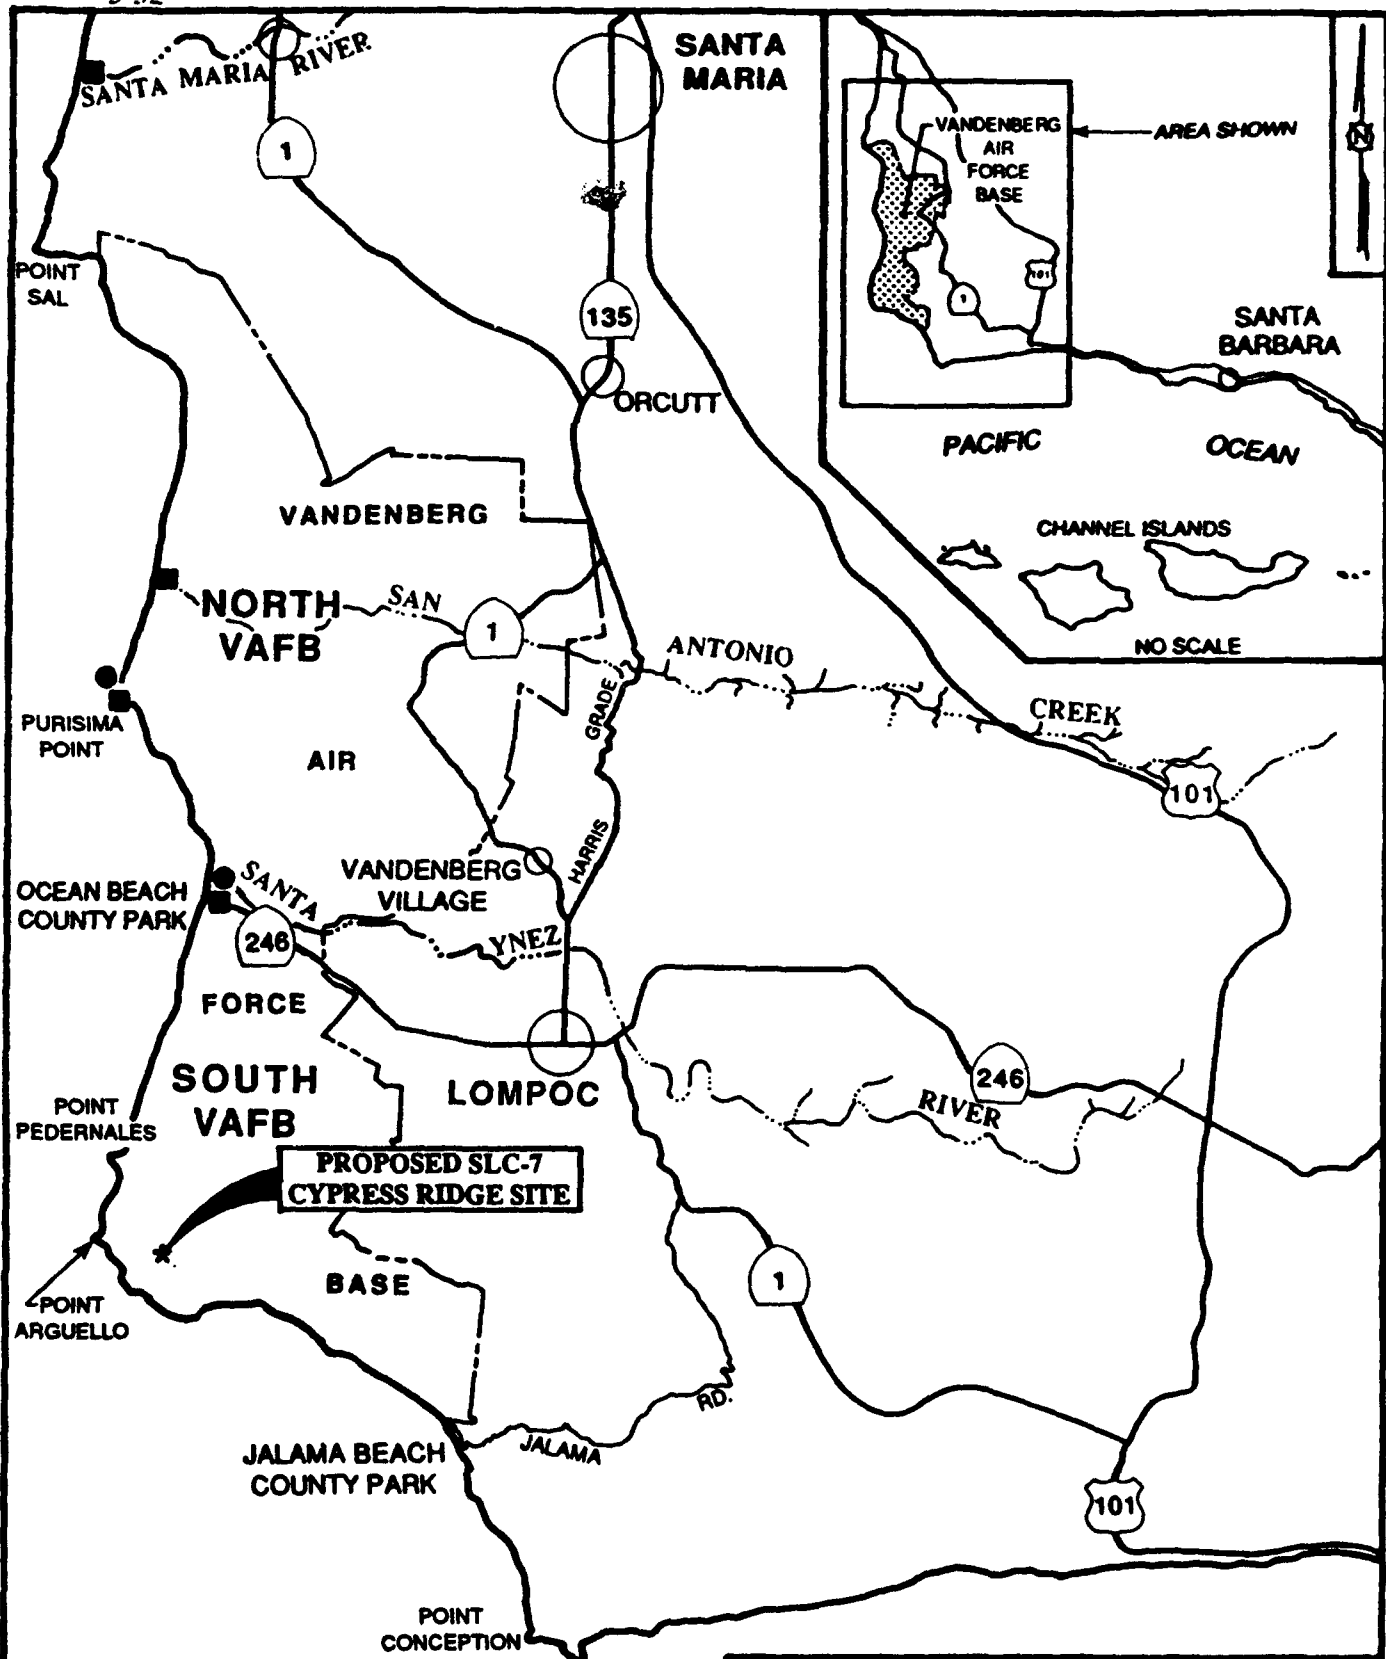 SANTA MARIA RIVER
1
SANTA
MARIA
VANDENBERG
AIR
FORCE
BASE
AREA SHOWN
N
101
1
SANTA
BARBARA
PACIFIC OCEAN
CHANNEL ISLANDS
NO SCALE
POINT
SAL
135
ORCUTT
VANDENBERG
NORTH
VAFB
SAN
1
ANTONIO
CREEK
101
PURISIMA
POINT
AIR
GRADE
HARRIS
VANDENBERG
VILLAGE
OCEAN BEACH
COUNTY PARK
SANTA
246
YNEZ
FORCE
SOUTH
VAFB
LOMPOC
246
RIVER
POINT
PEDERNALES
PROPOSED SLC-7
CYPRESS RIDGE SITE
BASE
1
POINT
ARGUELLO
RD.
JALAMA
JALAMA BEACH
COUNTY PARK
101
POINT
CONCEPTION